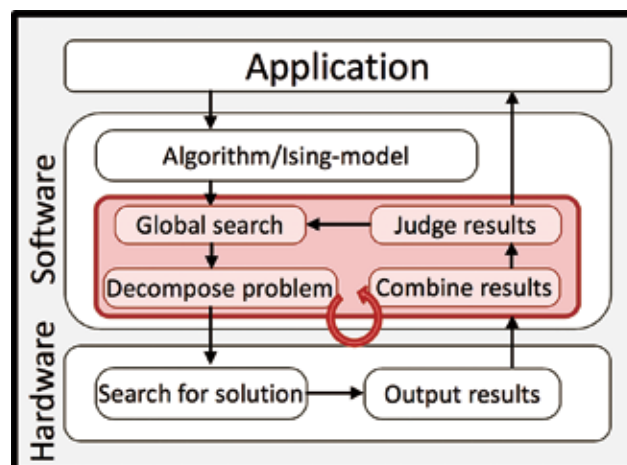 Application
Software
Algorithm/Ising-model
Global search
Judge results
Decompose problem
Combine results
Hardware
Search for solution
Output results